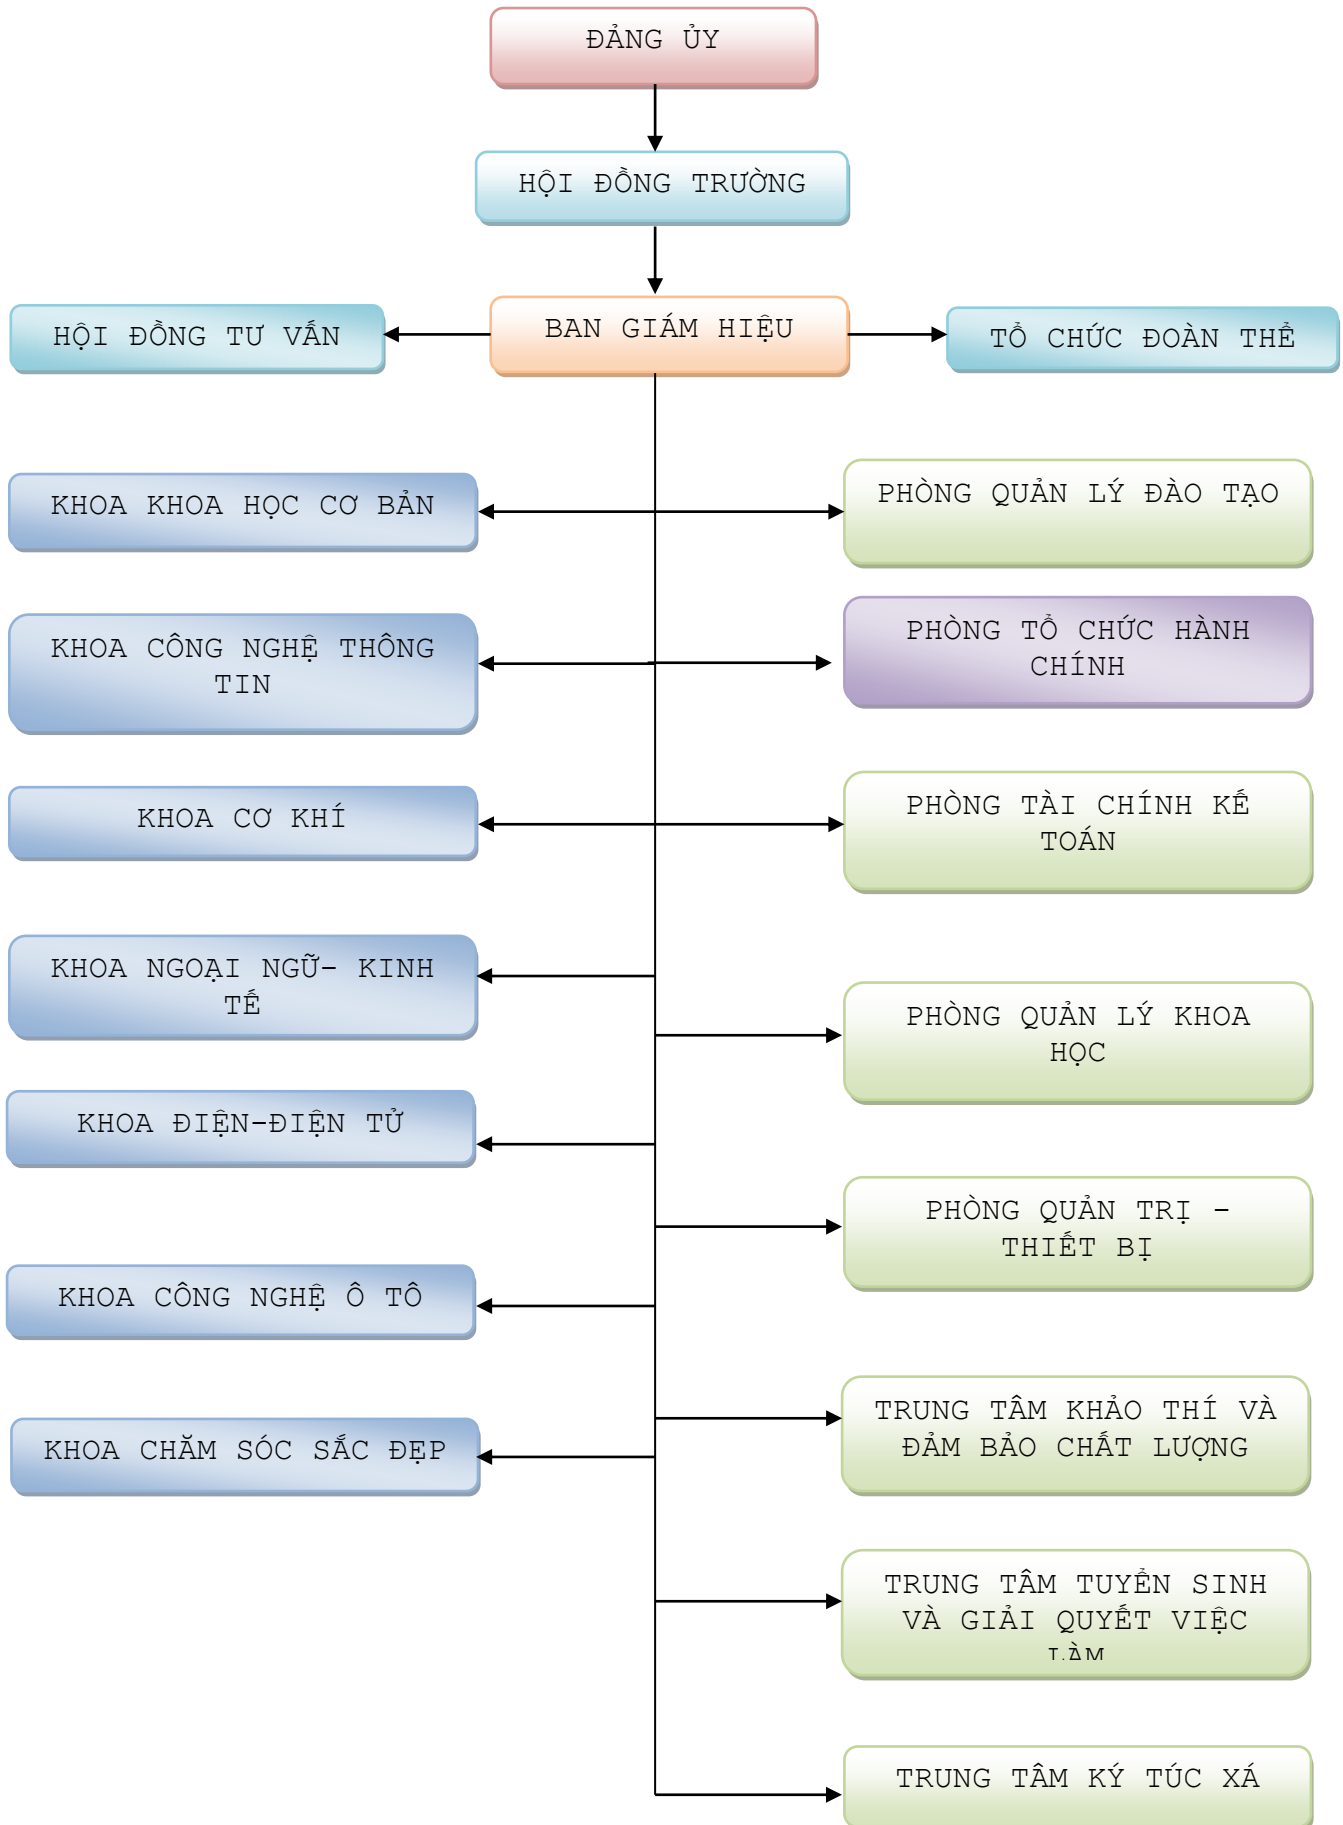 ĐẢNG ỦY
HỘI ĐỒNG TRƯỜNG
HỘI ĐỒNG TƯ VẤN
BAN GIÁM HIỆU
TỔ CHỨC ĐOÀN THỂ
KHOA KHOA HỌC CƠ BẢN
PHÒNG QUẢN LÝ ĐÀO TẠO
KHOA CÔNG NGHỆ THÔNG
TIN
PHÒNG TỔ CHỨC HÀNH
CHÍNH
KHOA CƠ KHÍ
PHÒNG TÀI CHÍNH KẾ
TOÁN
KHOA NGOẠI NGỮ- KINH
TẾ
PHÒNG QUẢN LÝ KHOA
HỌC
KHOA ĐIỆN-ĐIỆN TỬ
PHÒNG QUẢN TRỊ -
THIẾT BỊ
KHOA CÔNG NGHỆ Ô TÔ
TRUNG TÂM KHẢO THÍ VÀ
ĐẢM BẢO CHẤT LƯỢNG
KHOA CHĂM SÓC SẮC ĐẸP
TRUNG TÂM TUYỂN SINH
VÀ GIẢI QUYẾT VIỆC
LÀM
TRUNG TÂM KÝ TÚC XÁ